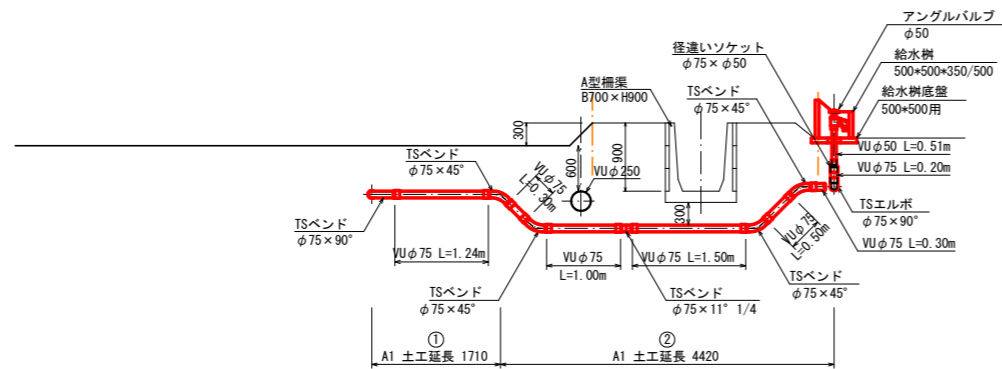 アングルバルブ
φ50
径違いソケット
φ75×φ50
給水桝
500*500*350/500
A型柵渠
B700×H900
TSベンド
φ75×45°
給水桝底盤
500*500用
300
600
900
VUφ50 L=0.51m
TSベンド
φ75×45°
VUφ75
L=0.30m
VUφ250
VUφ75 L=0.20m
300
TSエルボ
φ75×90°
TSベンド
φ75×90°
VUφ75
L=0.50m
VUφ75 L=0.30m
VUφ75 L=1.24m
VUφ75
L=1.00m
VUφ75 L=1.50m
TSベンド
φ75×45°
TSベンド
φ75×11° 1/4
TSベンド
φ75×45°
①
A1 土工延長 1710
②
A1 土工延長 4420